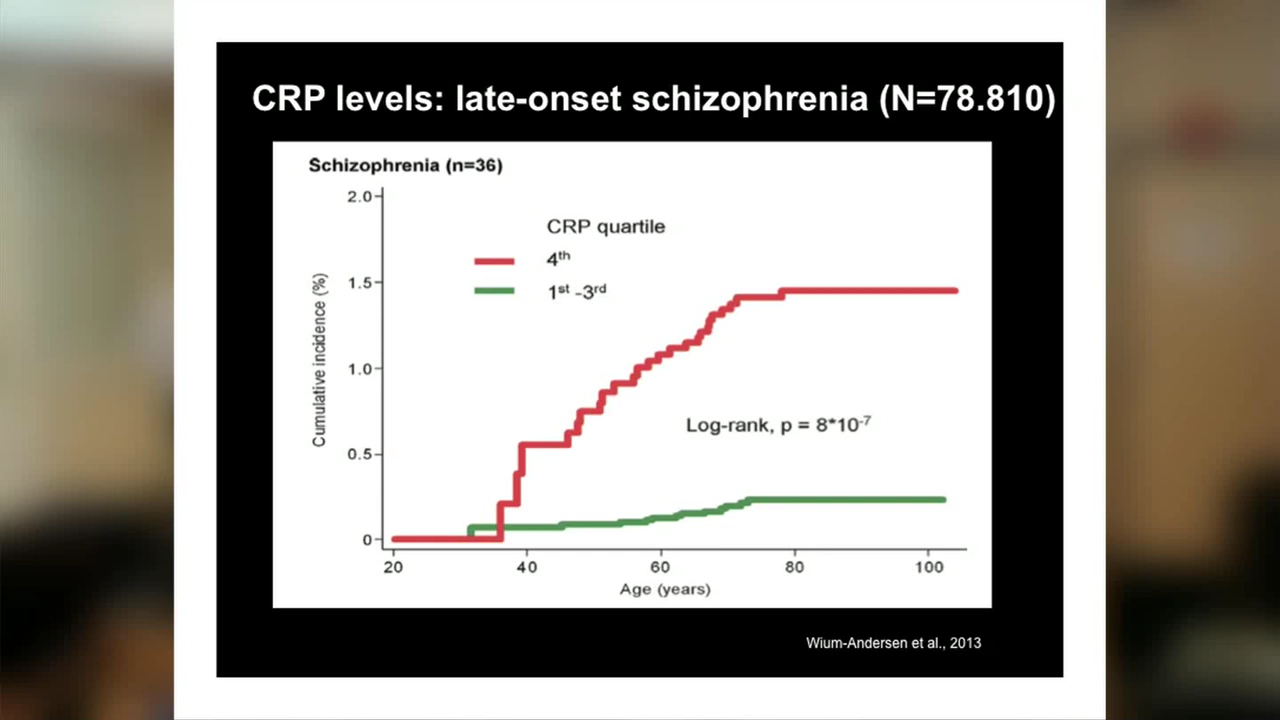 CRP levels: late-onset schizophrenia (N=78.810)
Schizophrenia (n=36)
2.0
CRP quartile
4th
1st -3rd
1.5
1.0
0.5
0
Cumulative incidence (%)
Log-rank, p = 8*10-7
20 40 60 80 100
Age (years)
Wium-Andersen et al., 2013